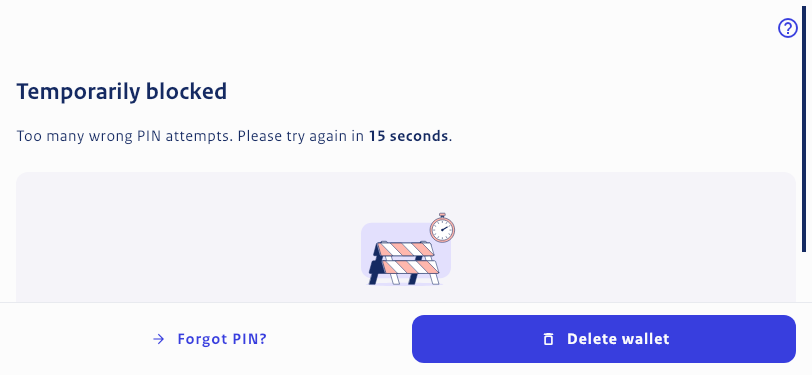 Temporarily blocked
Too many wrong PIN attempts. Please try again in 15 seconds.
Forgot PIN?
Delete wallet